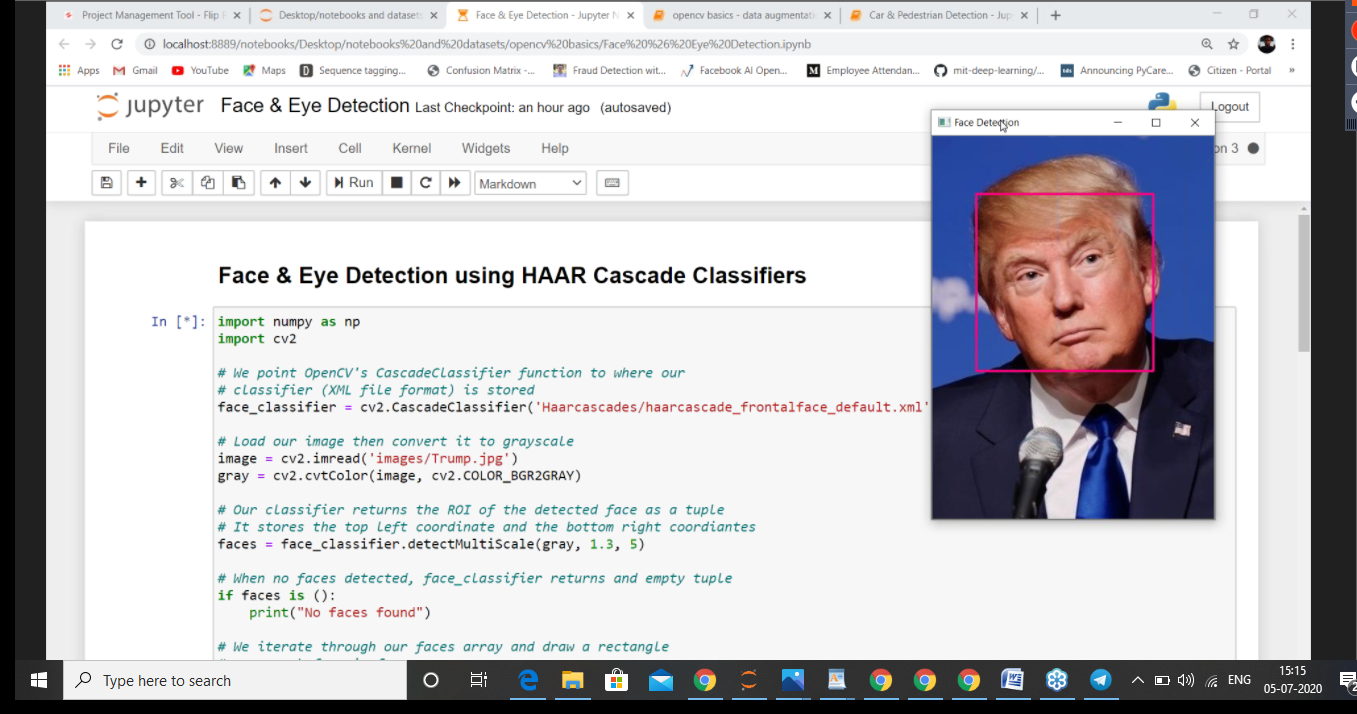 Project Management Tool - Flip
Desktop/notebooks and datasets
Face & Eye Detection - Jupyter N
opencv basics - data augmentati
Car & Pedestrian Detection - Jup
localhost:8889/notebooks/Desktop/notebooks%20and%20datasets/opencv%20basics/Face%20%26%20Eye%20Detection.ipynb
Apps Gmail YouTube Maps Sequence tagging... Confusion Matrix -... Fraud Detection wit... Facebook AI Open... Employee Attendan... mit-deep-learning/... Announcing PyCare... Citizen - Portal »
jupyter Face & Eye Detection Last Checkpoint: an hour ago (autosaved)
Logout
Face Detection
File Edit View Insert Cell Kernel Widgets Help
on 3
Run
Markdown
Face & Eye Detection using HAAR Cascade Classifiers
In [*]: import numpy as np
import cv2
# We point OpenCV's CascadeClassifier function to where our
# classifier (XML file format) is stored
face_classifier = cv2.CascadeClassifier('Haarcascades/haarcascade_frontalface_default.xml'
# Load our image then convert it to grayscale
image = cv2.imread('images/Trump.jpg')
gray = cv2.cvtColor(image, cv2.COLOR_BGR2GRAY)
# Our classifier returns the ROI of the detected face as a tuple
# It stores the top left coordinate and the bottom right coordiantes
faces = face_classifier.detectMultiScale(gray, 1.3, 5)
# When no faces detected, face_classifier returns and empty tuple
if faces is ():
print("No faces found")
# We iterate through our faces array and draw a rectangle
Type here to search
ENG
15:15
05-07-2020